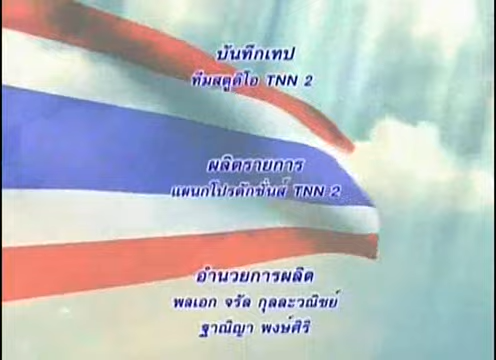 บันทึกเทป
ทีมสตูดิโอ TNN 2
ผลิตรายการ
แผนกโปรดักชั่นส์ TNN 2
อำนวยการผลิต
พลเอก จรัล กุลละวณิชย์
ฐาณิญา พงษ์ศิริ